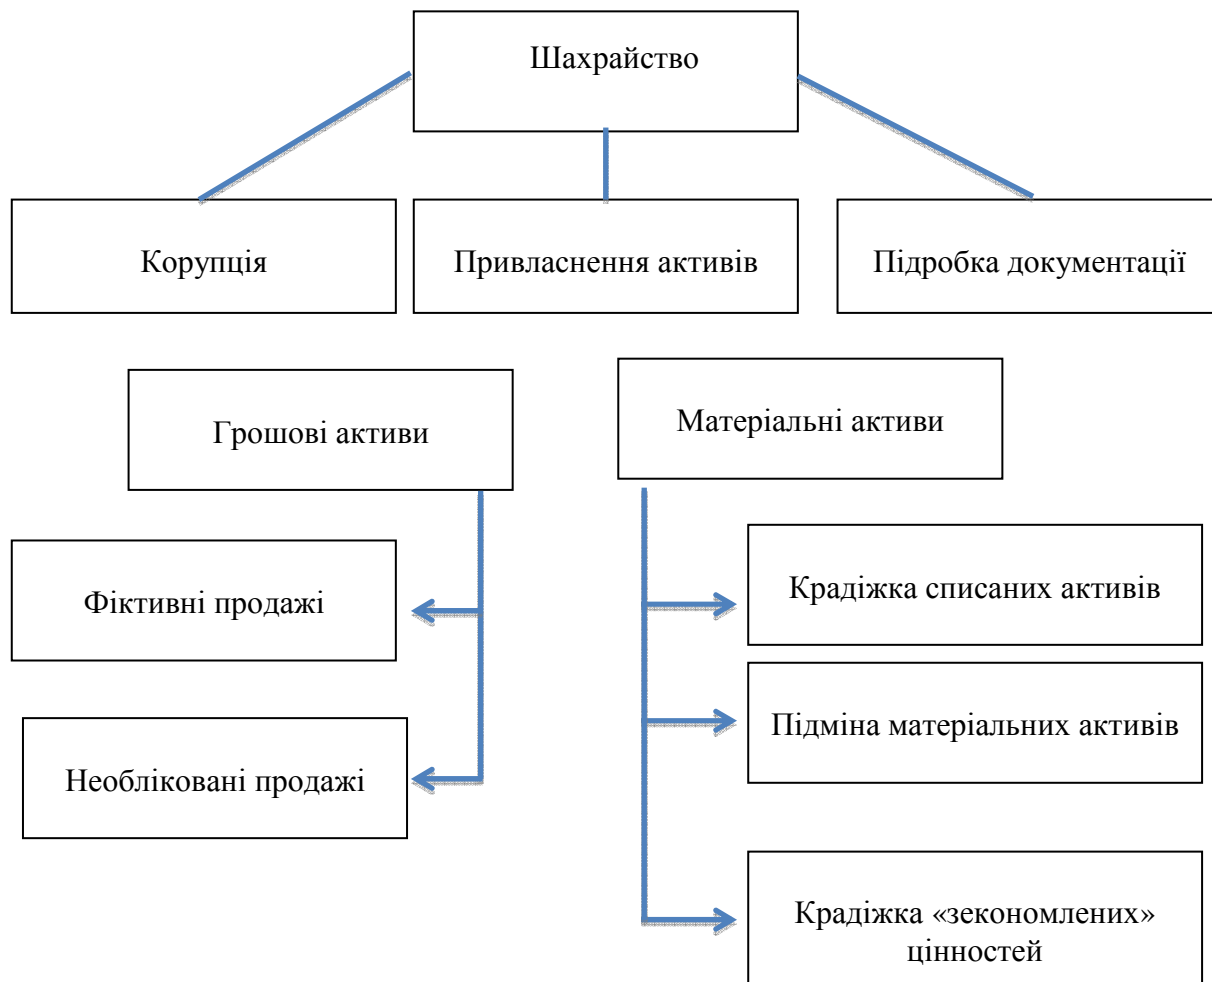 Шахрайство
Корупція
Привласнення активів
Підробка документації
Грошові активи
Матеріальні активи
Фіктивні продажі
Необліковані продажі
Крадіжка списаних активів
Підміна матеріальних активів
Крадіжка «зекономлених»
цінностей